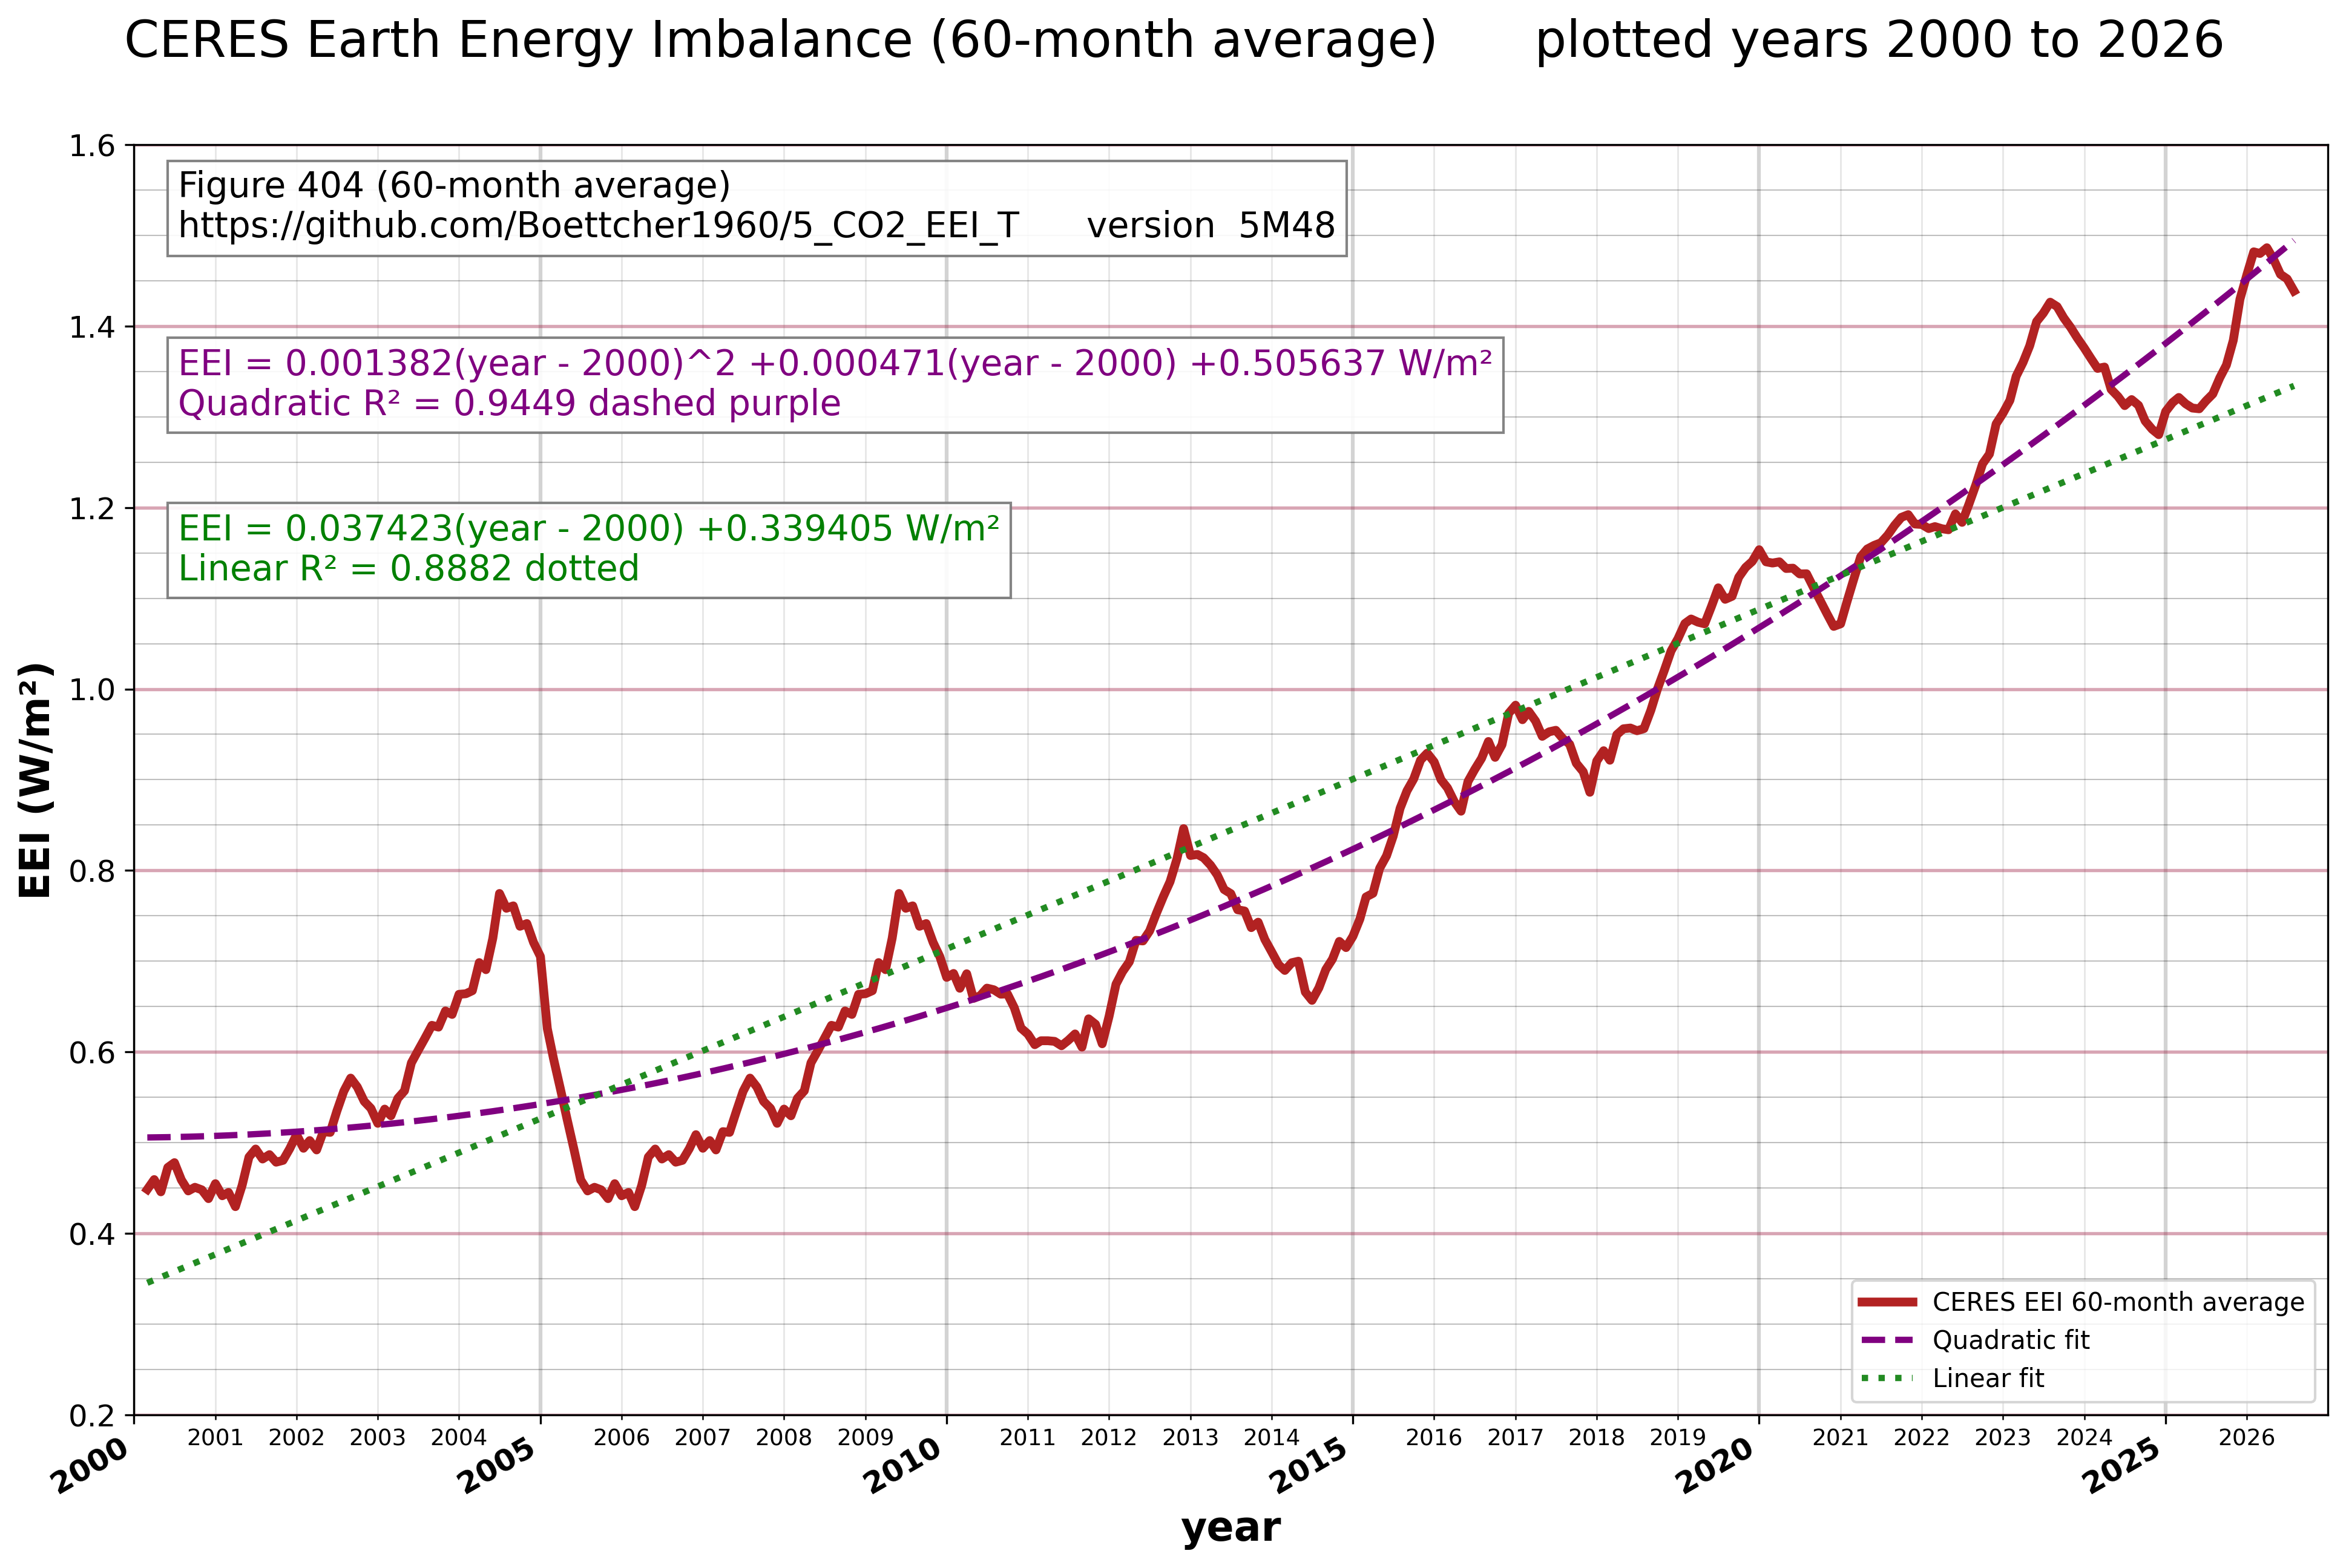 CERES Earth Energy Imbalance (60-month average)      plotted years 2000 to 2026
1.6
Figure 404 (60-month average)
https://github.com/Boettcher1960/5_CO2_EEI_T      version  5M48
1.4
EEI = 0.001382(year - 2000)^2 +0.000471(year - 2000) +0.505637 W/m²
Quadratic R² = 0.9449 dashed purple
1.2
EEI = 0.037423(year - 2000) +0.339405 W/m²
Linear R² = 0.8882 dotted
1.0
EEI (W/m²)
0.8
0.6
0.4
CERES EEI 60-month average
Quadratic fit
Linear fit
0.2
2000 2001 2002 2003 2004 2005 2006 2007 2008 2009 2010 2011 2012 2013 2014 2015 2016 2017 2018 2019 2020 2021 2022 2023 2024 2025 2026
year